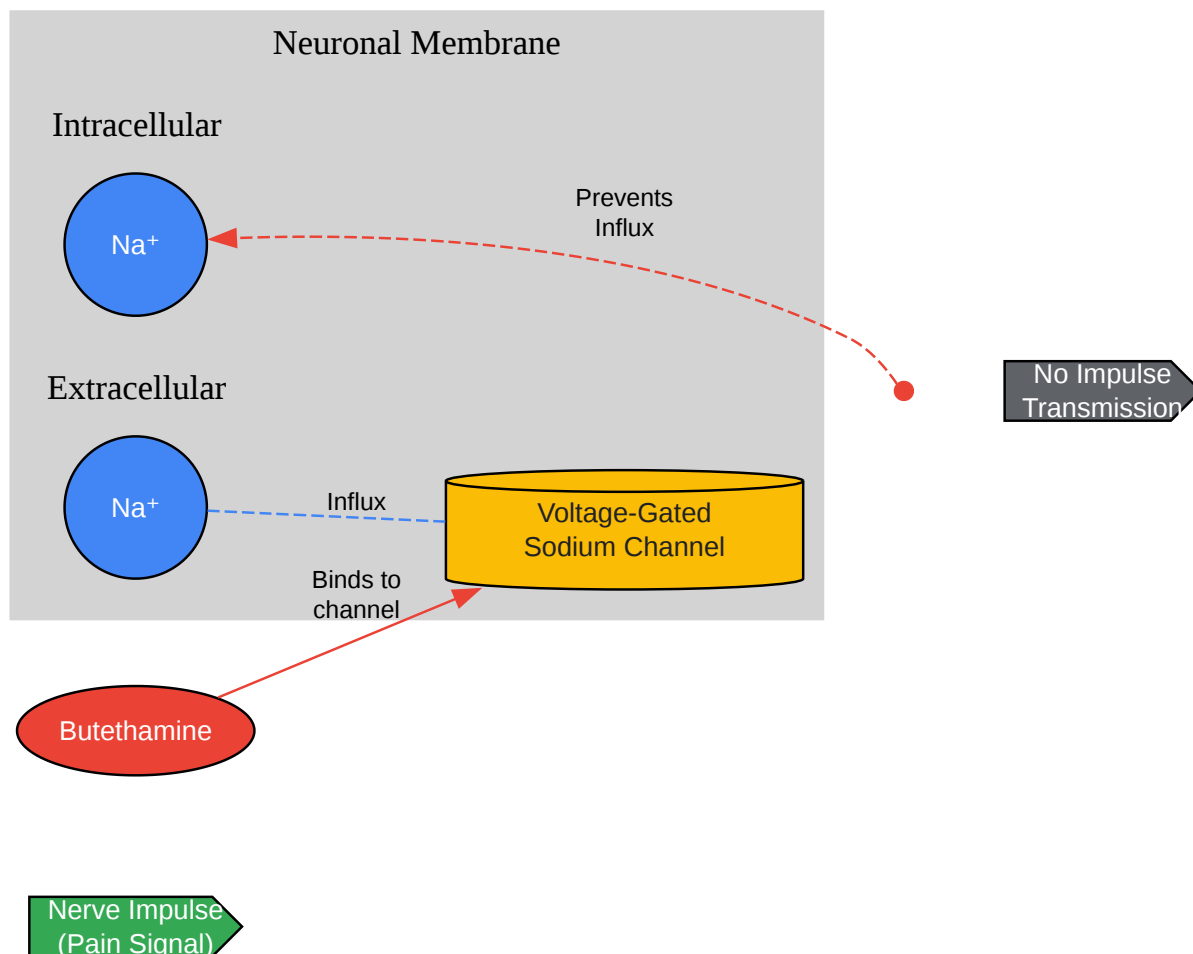 Neuronal Membrane
Intracellular
Na⁺
Prevents
Influx
No Impulse
Transmission
Extracellular
Na⁺
Influx
Voltage-Gated
Sodium Channel
Binds to
channel
Butethamine
Nerve Impulse
(Pain Signal)